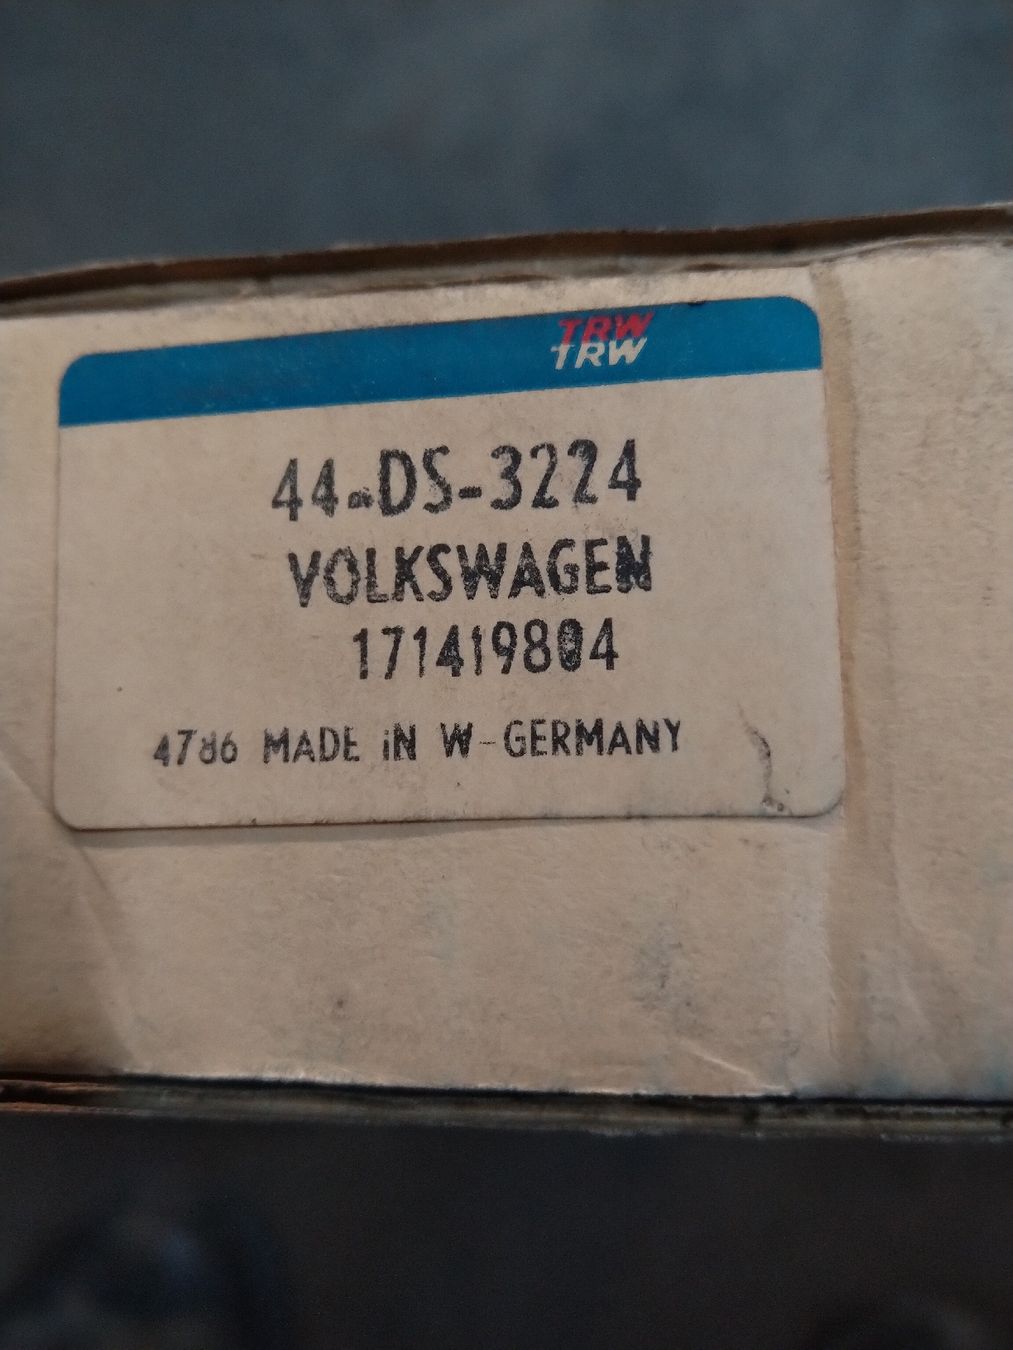 TRW
TRW
44-DS-3224
VOLKSWAGEN
171419804
4786 MADE iN W-GERMANY